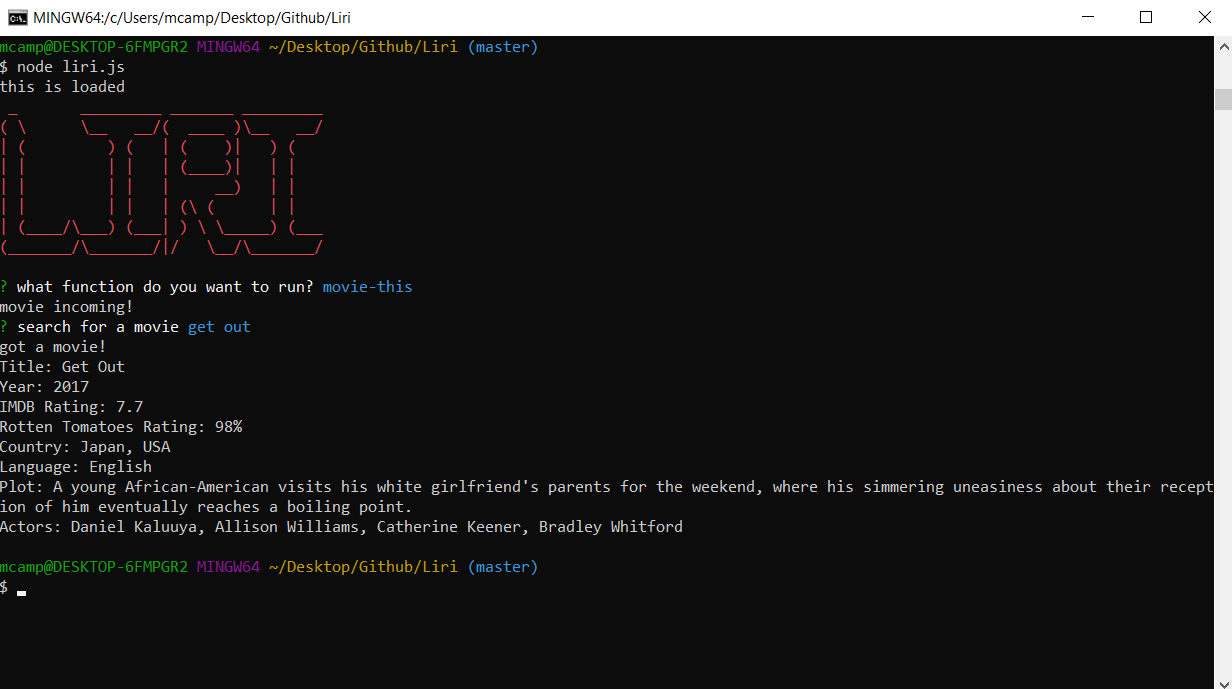 MINGW64:/c/Users/mcamp/Desktop/Github/Liri
mcamp@DESKTOP-6FMPGR2 MINGW64 ~/Desktop/Github/Liri (master)
$ node liri.js
this is loaded
LIRI
? what function do you want to run? movie-this
movie incoming!
? search for a movie get out
got a movie!
Title: Get Out
Year: 2017
IMDB Rating: 7.7
Rotten Tomatoes Rating: 98%
Country: Japan, USA
Language: English
Plot: A young African-American visits his white girlfriend's parents for the weekend, where his simmering uneasiness about their recept
ion of him eventually reaches a boiling point.
Actors: Daniel Kaluuya, Allison Williams, Catherine Keener, Bradley Whitford
mcamp@DESKTOP-6FMPGR2 MINGW64 ~/Desktop/Github/Liri (master)
$